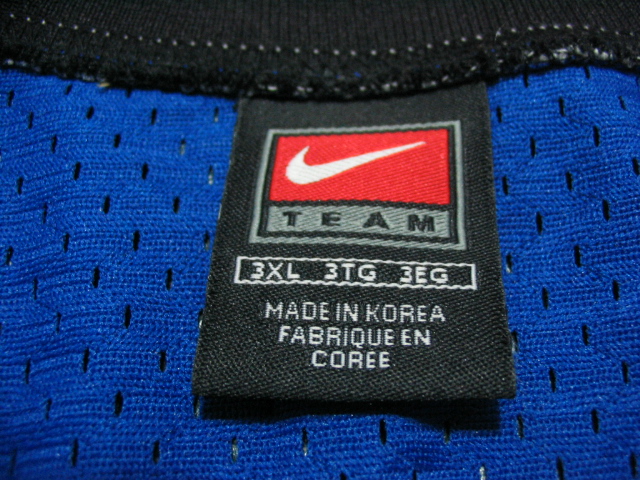 TEAM
3XL 3TG 3EG
MADE IN KOREA
FABRIQUE EN
COREE